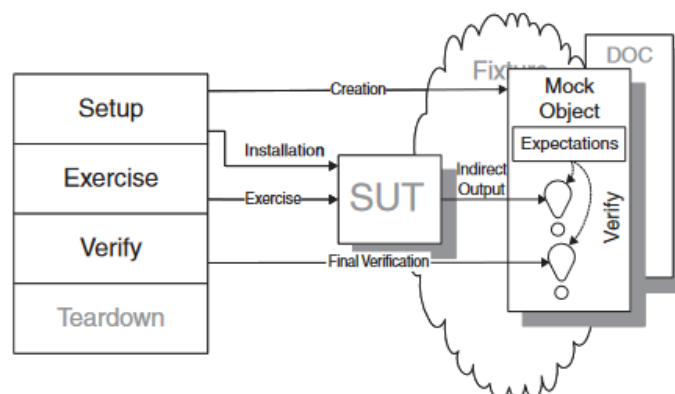 Setup
Exercise
Verify
Teardown
Creation
Installation
Exercise
Final Verification
SUT
Indirect
Output
Fixture
DOC
Mock
Object
Expectations
Verify